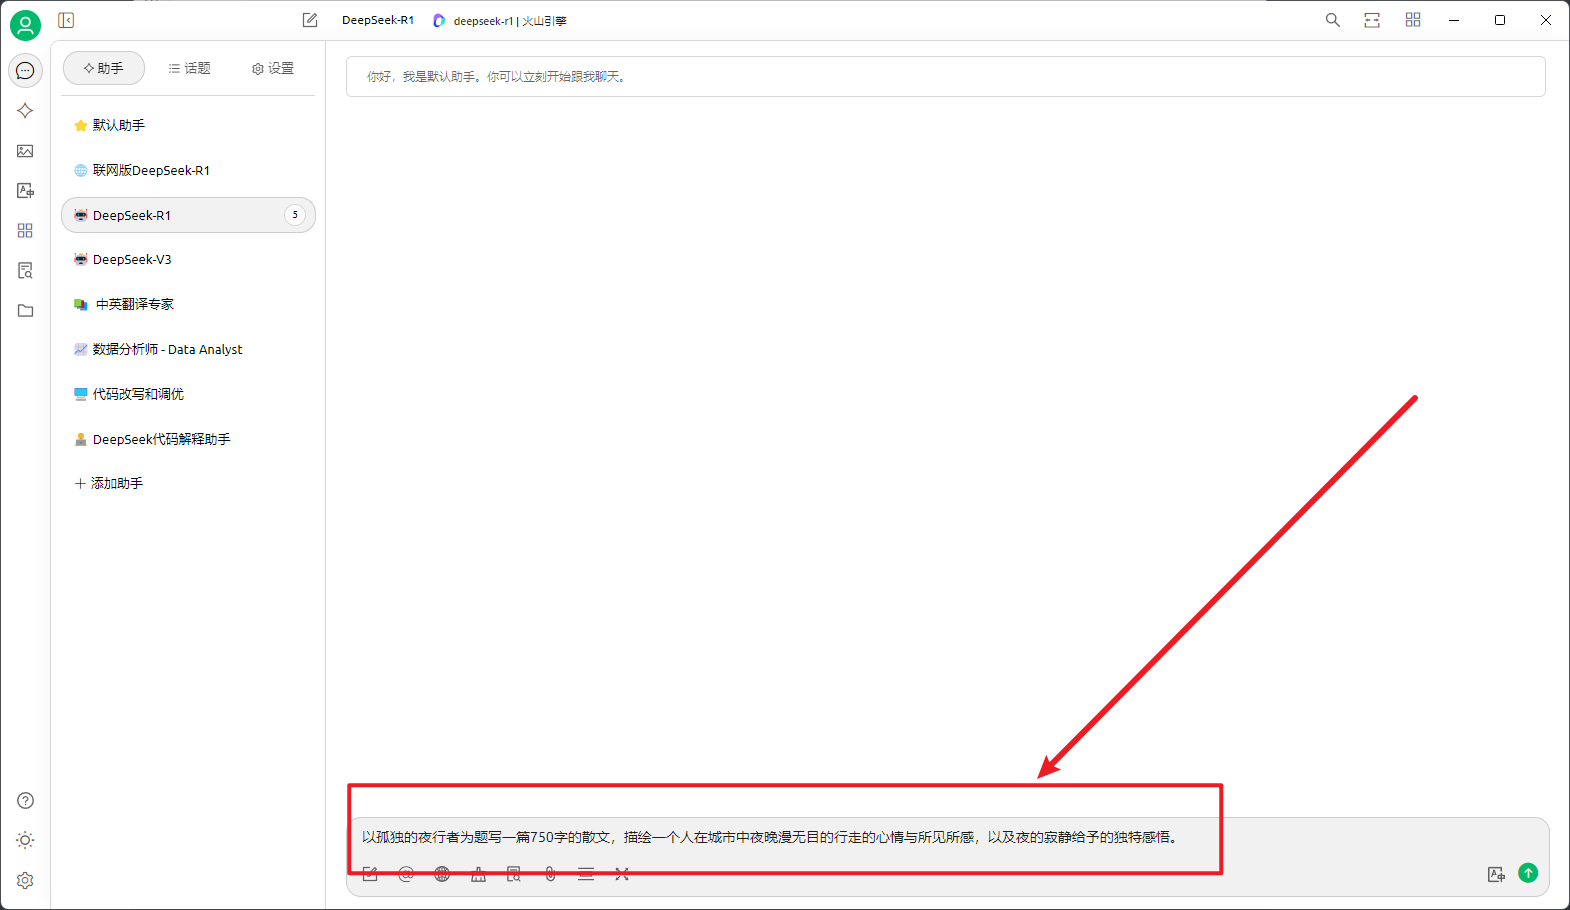 DeepSeek-R1
deepseek-r1 | 火山引擎
助手
话题
设置
默认助手
联网版DeepSeek-R1
DeepSeek-R1
5
DeepSeek-V3
中英翻译专家
数据分析师 - Data Analyst
代码改写和调优
DeepSeek代码解释助手
添加助手
你好，我是默认助手。你可以立刻开始跟我聊天。
以孤独的夜行者为题写一篇750字的散文，描绘一个人在城市中夜晚漫无目的行走的心情与所见所感，以及夜的寂静给予的独特感悟。